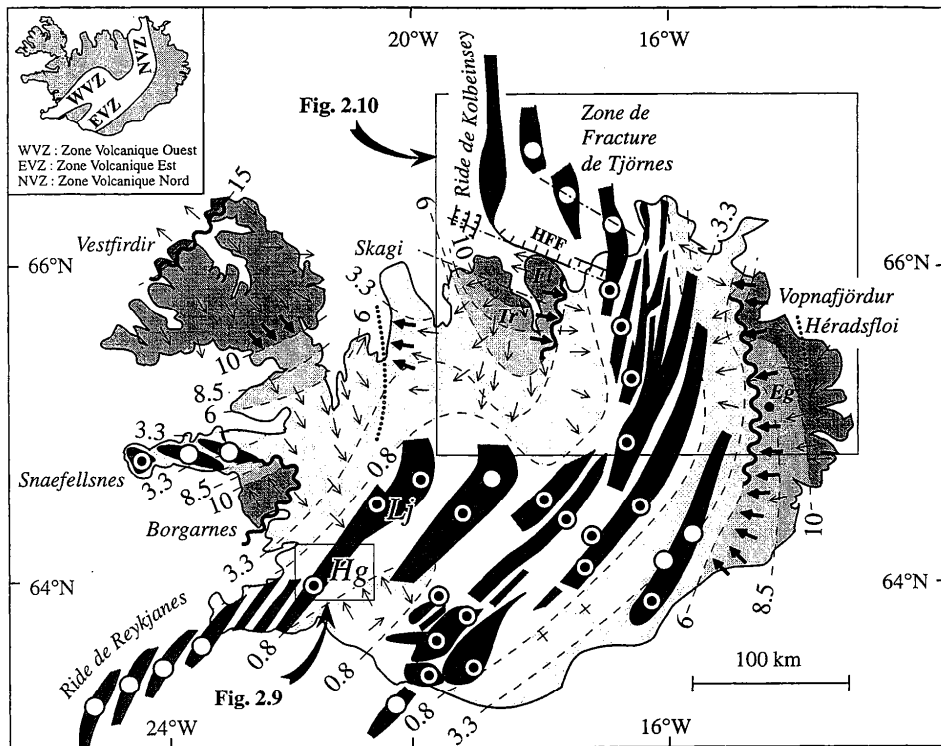 20°W
16°W
WVZ
EVZ
NVZ
WVZ : Zone Volcanique Ouest
EVZ : Zone Volcanique Est
NVZ : Zone Volcanique Nord
Fig. 2.10
Ride de Kolbeinsey
Zone de
Fracture
de Tjörnes
15
Vestfirdir
66°N
Skagi
3.3
6
6
10
HFF
Fl
Tr
3.3
6
66°N
Vopnafjördur
Héradsfloi
Eg
10
8.5
6
3.3
3.3
8.5
10
Snaefellsnes
Borgarnes
0.8
Lj
3.3
Hg
64°N
64°N
10
8.5
6
Ride de Reykjanes
0.8
0.8
0.8
3.3
Fig. 2.9
100 km
24°W
16°W